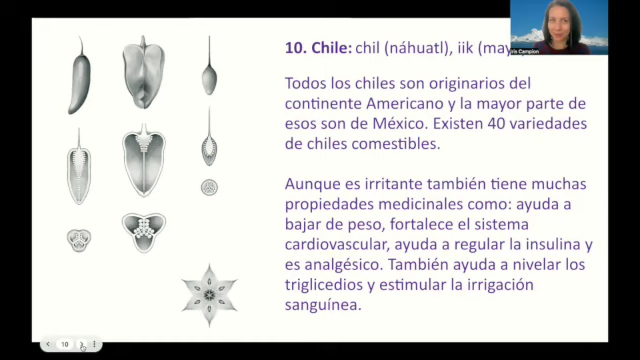 10. Chile: chil (náhuatl), iik (may
Campion
Todos los chiles son originarios del
continente Americano y la mayor parte de
esos son de México. Existen 40 variedades
de chiles comestibles.
Aunque es irritante también tiene muchas
propiedades medicinales como: ayuda a
bajar de peso, fortalece el sistema
cardiovascular, ayuda a regular la insulina y
es analgésico. También ayuda a nivelar los
triglicedios y estimular la irrigación
sanguínea.
10